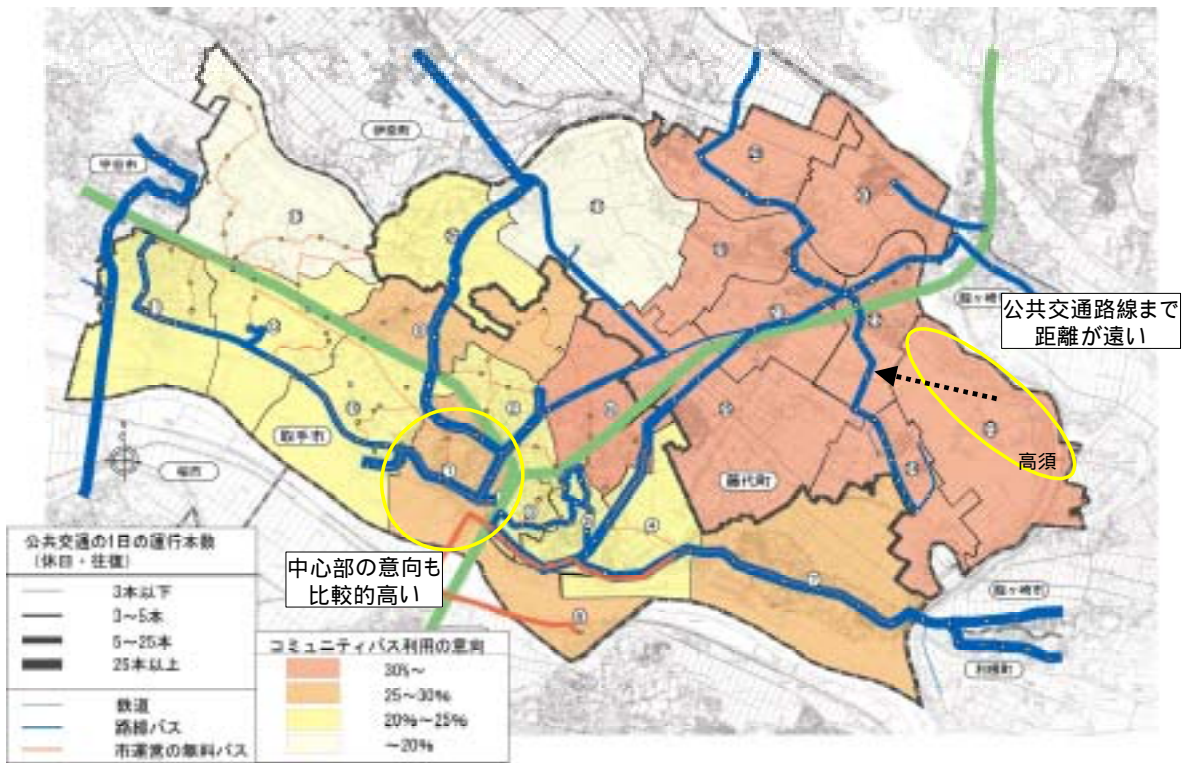 伊奈町
守谷市
龍ヶ崎市
公共交通路線まで
距離が遠い
高須
取手市
藤代町
中心部の意向も
比較的高い
龍ヶ崎市
利根町
公共交通の1日の運行本数
(休日・往復)
3本以下
3～5本
5～25本
25本以上
鉄道
路線バス
市運営の無料バス
コミュニティバス利用の意向
30%～
25～30%
20%～25%
～20%